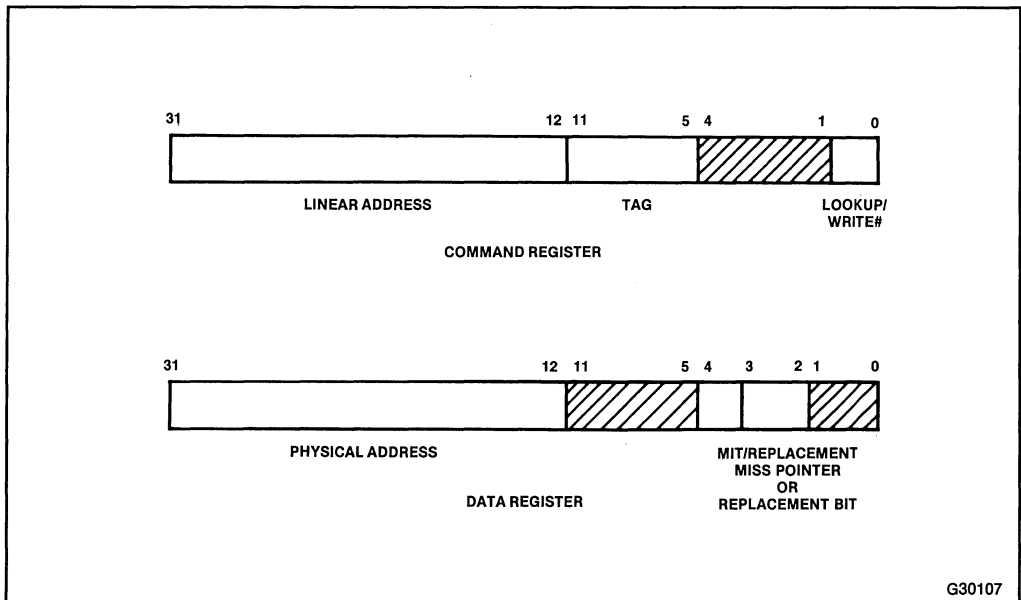 31 12 11 5 4 1 0
LINEAR ADDRESS TAG LOOKUP/
WRITE#
COMMAND REGISTER
31 12 11 5 4 3 2 1 0
PHYSICAL ADDRESS MIT/REPLACEMENT
MISS POINTER
OR
DATA REGISTER REPLACEMENT BIT
G30107